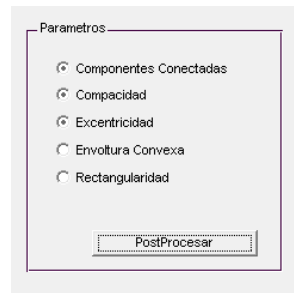 Parametros
Componentes Conectadas
Compacidad
Excentricidad
Envoltura Convexa
Rectangularidad
PostProcesar